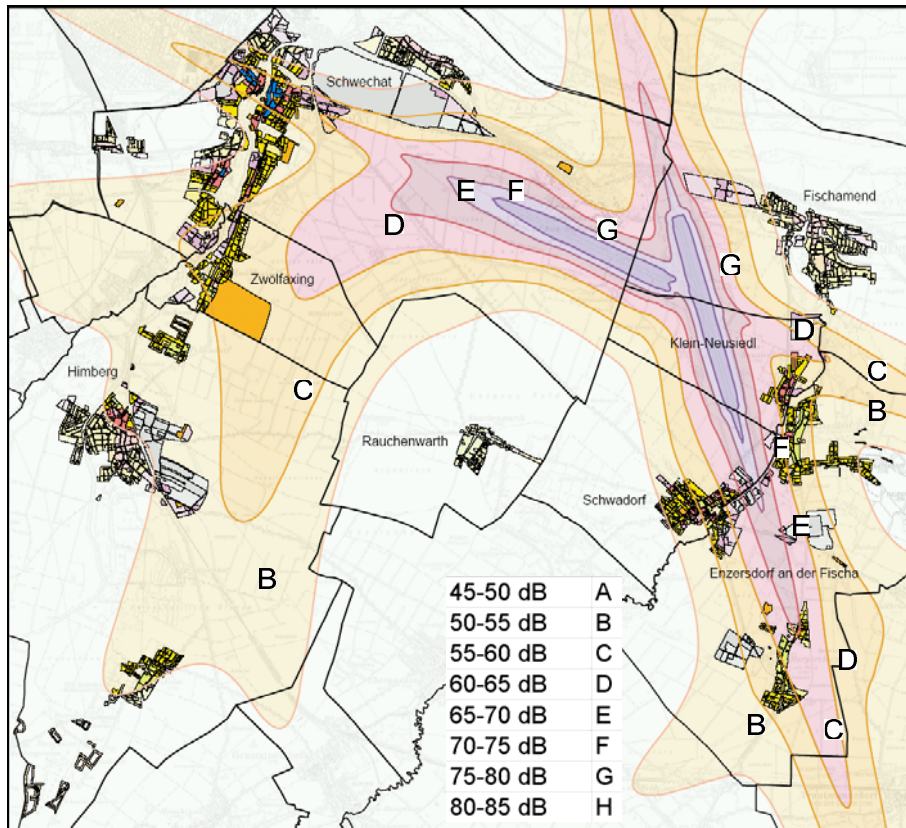 Schwechat
E
F
Fischamend
D
G
G
Zwölfaxing
D
Klein-Neusiedl
Himberg
C
C
B
Rauchenwarth
F
Schwadorf
E
Enzersdorf an der Fischa
B
45-50 dB A
50-55 dB B
55-60 dB C
60-65 dB D
65-70 dB E
70-75 dB F
75-80 dB G
80-85 dB H
D
B
C